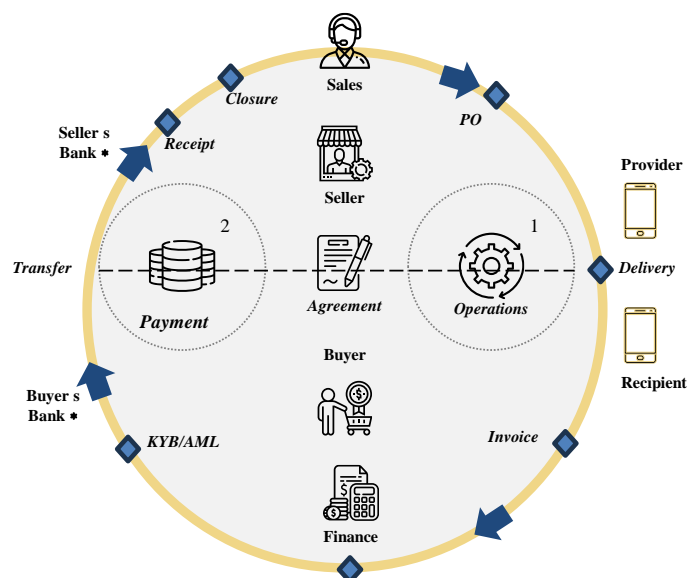 Sales
Closure
PO
Receipt
Seller s
Bank *
Provider
Seller
2
1
Transfer
Delivery
Agreement
Operations
Payment
Buyer
Buyer s
Bank *
Recipient
KYB/AML
Invoice
Finance